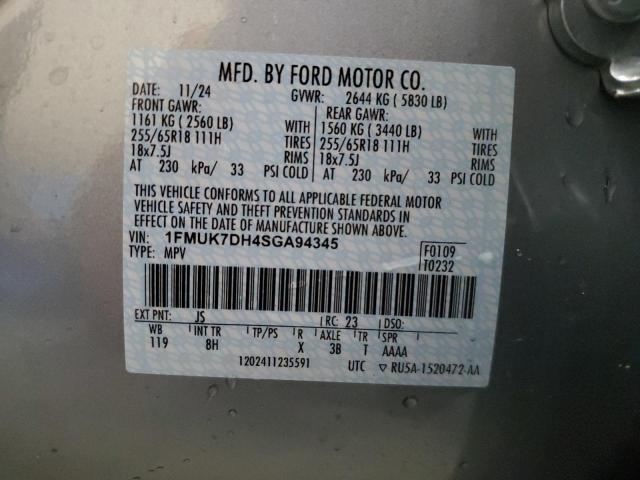 MFD. BY FORD MOTOR CO.
DATE: 11/24 GVWR: 2644 KG ( 5830 LB)
FRONT GAWR: REAR GAWR:
1161 KG ( 2560 LB) WITH 1560 KG ( 3440 LB) WITH
255/65R18 111H TIRES 255/65R18 111H TIRES
18x7.5J RIMS 18x7.5J RIMS
AT 230 kPa/ 33 PSI COLD AT 230 kPa/ 33 PSI COLD
THIS VEHICLE CONFORMS TO ALL APPLICABLE FEDERAL MOTOR
VEHICLE SAFETY AND THEFT PREVENTION STANDARDS IN
EFFECT ON THE DATE OF MANUFACTURE SHOWN ABOVE.
VIN: 1FMUK7DH4SGA94345 F0109
TYPE: MPV T0232
EXT PNT: JS RC: 23 DSO:
WB INT TR TP/PS R AXLE TR SPR
119 8H X 3B T AAAA
1202411235591 UTC ▽ RU5A-1520472-AA